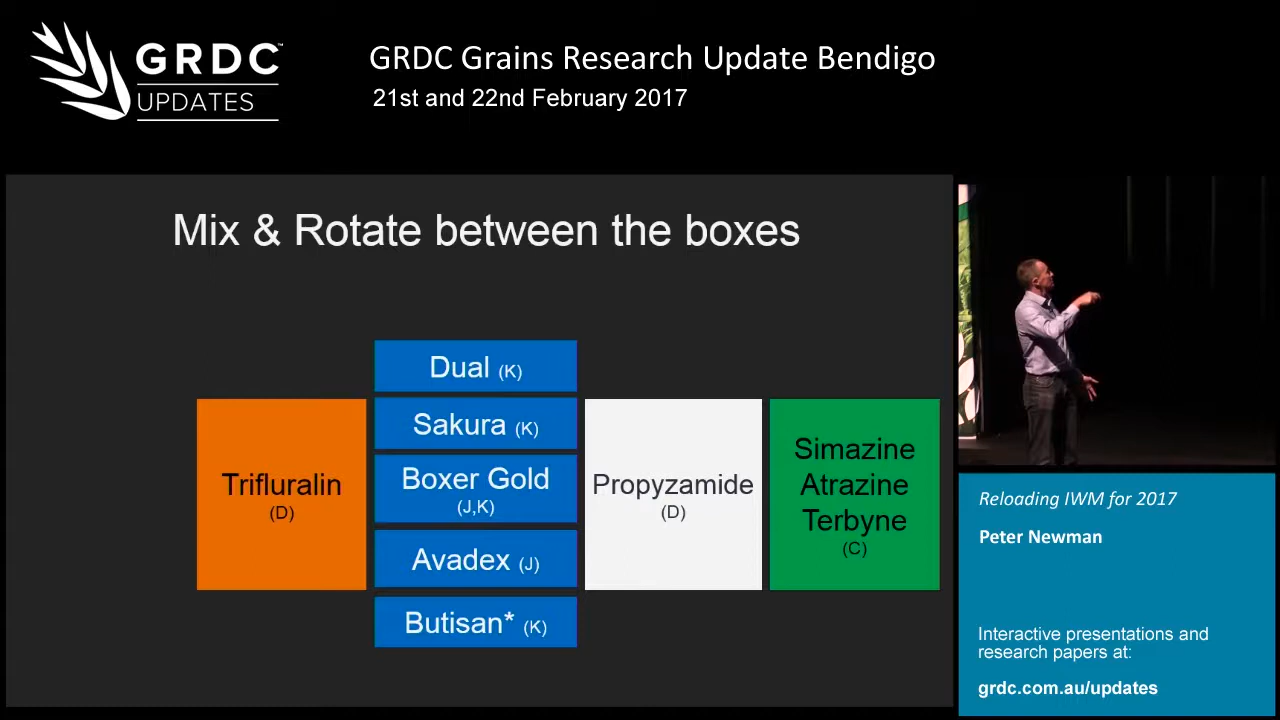 GRDC™
UPDATES
GRDC Grains Research Update Bendigo
21st and 22nd February 2017
Mix & Rotate between the boxes
Trifluralin
(D)
Dual (K)
Sakura (K)
Boxer Gold
(J,K)
Avadex (J)
Butisan* (K)
Propyzamide
(D)
Simazine
Atrazine
Terbyne
(C)
Reloading IWM for 2017
Peter Newman
Interactive presentations and
research papers at:
grdc.com.au/updates